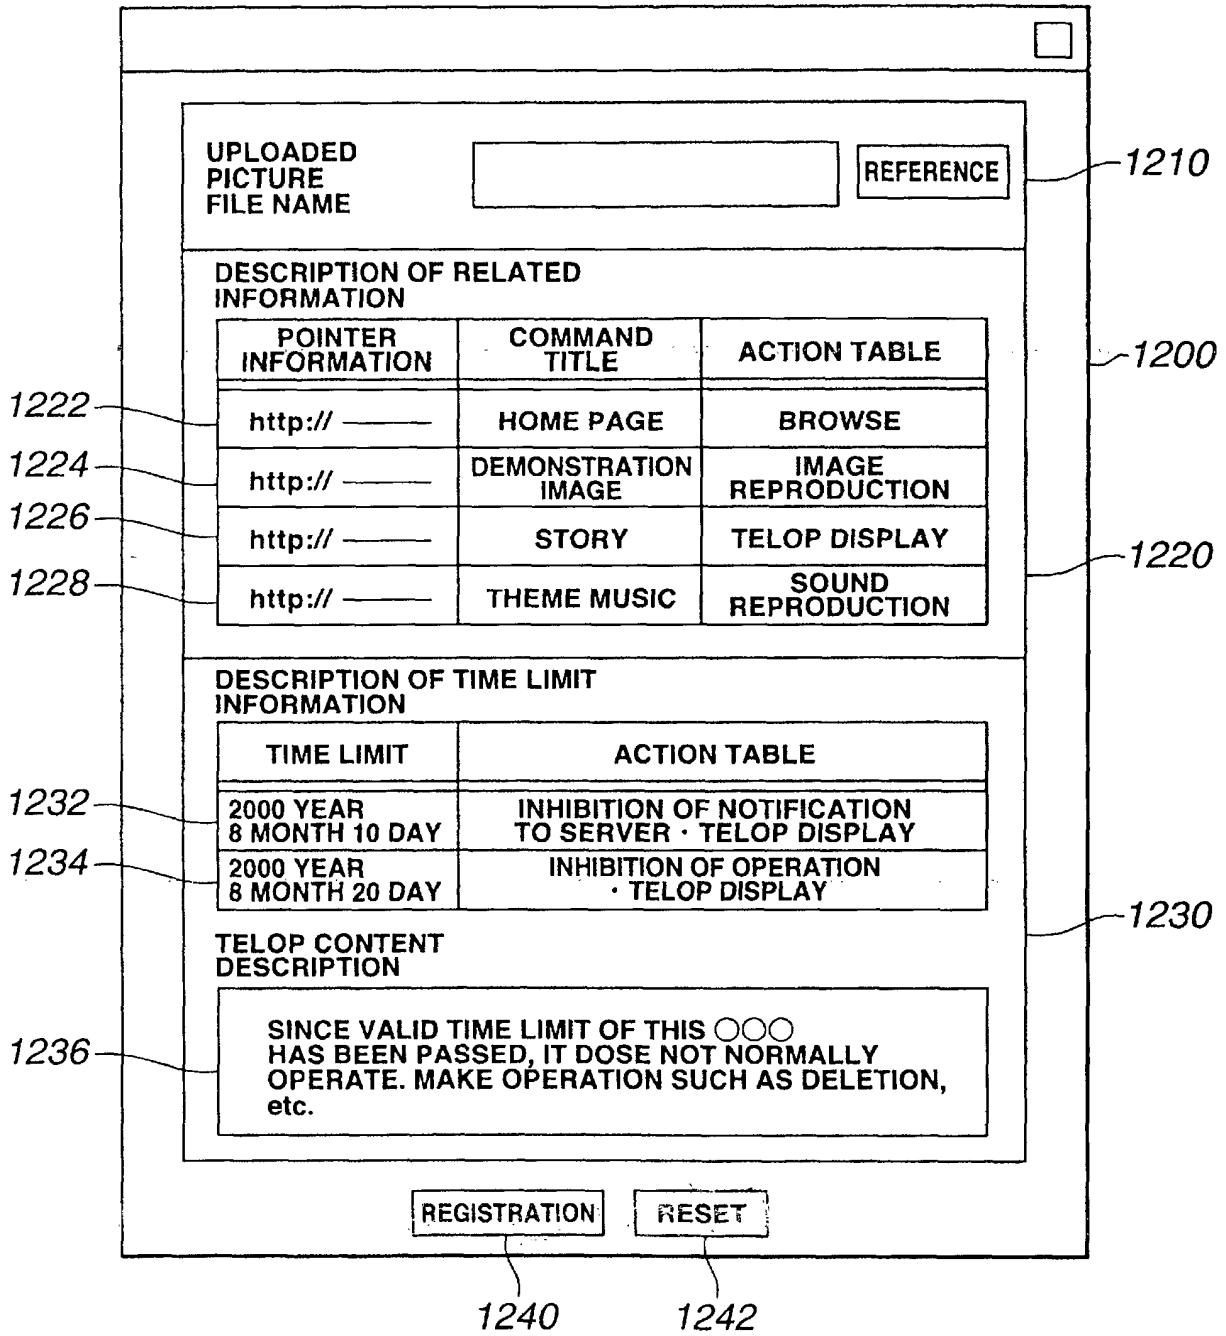 UPLOADED
PICTURE
FILE NAME
REFERENCE
1210
DESCRIPTION OF RELATED
INFORMATION
POINTER
INFORMATION
COMMAND
TITLE
ACTION TABLE
1200
1222
http://
HOME PAGE
BROWSE
1224
http://
DEMONSTRATION
IMAGE
IMAGE
REPRODUCTION
1226
http://
STORY
TELOP DISPLAY
1220
1228
http://
THEME MUSIC
SOUND
REPRODUCTION
DESCRIPTION OF TIME LIMIT
INFORMATION
TIME LIMIT
ACTION TABLE
1232
2000 YEAR
8 MONTH 10 DAY
INHIBITION OF NOTIFICATION
TO SERVER · TELOP DISPLAY
1234
2000 YEAR
8 MONTH 20 DAY
INHIBITION OF OPERATION
· TELOP DISPLAY
1230
TELOP CONTENT
DESCRIPTION
1236
SINCE VALID TIME LIMIT OF THIS ○○○
HAS BEEN PASSED, IT DOSE NOT NORMALLY
OPERATE. MAKE OPERATION SUCH AS DELETION,
etc.
REGISTRATION
RESET
1240
1242